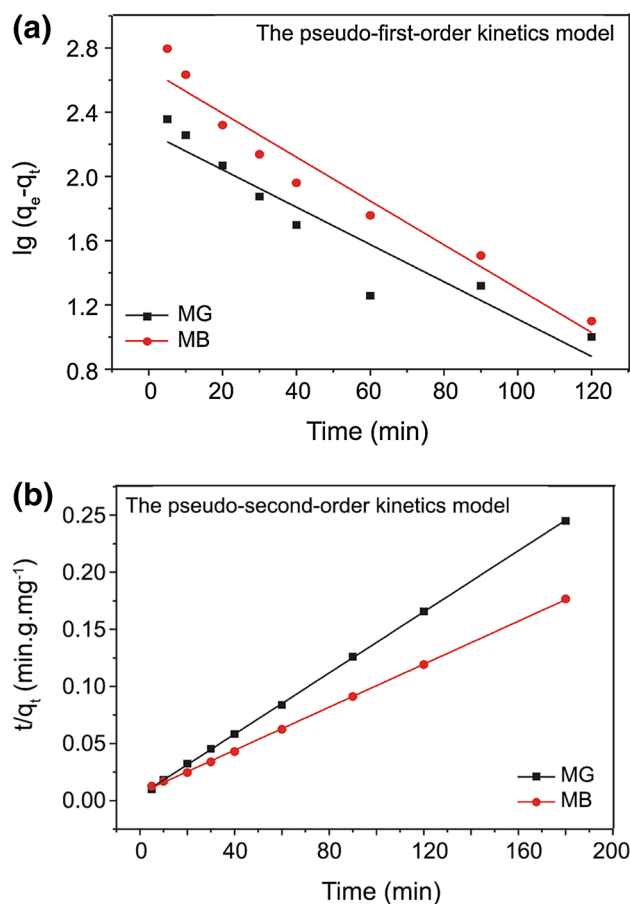 (a)
The pseudo-first-order kinetics model
2.8
2.4
2.0
1.6
1.2
0.8
lg (qe-qt)
MG
MB
0 20 40 60 80 100 120
Time (min)
(b)
The pseudo-second-order kinetics model
0.25
0.20
0.15
0.10
0.05
0.00
t/qt (min.g.mg-1)
MG
MB
0 40 80 120 160 200
Time (min)